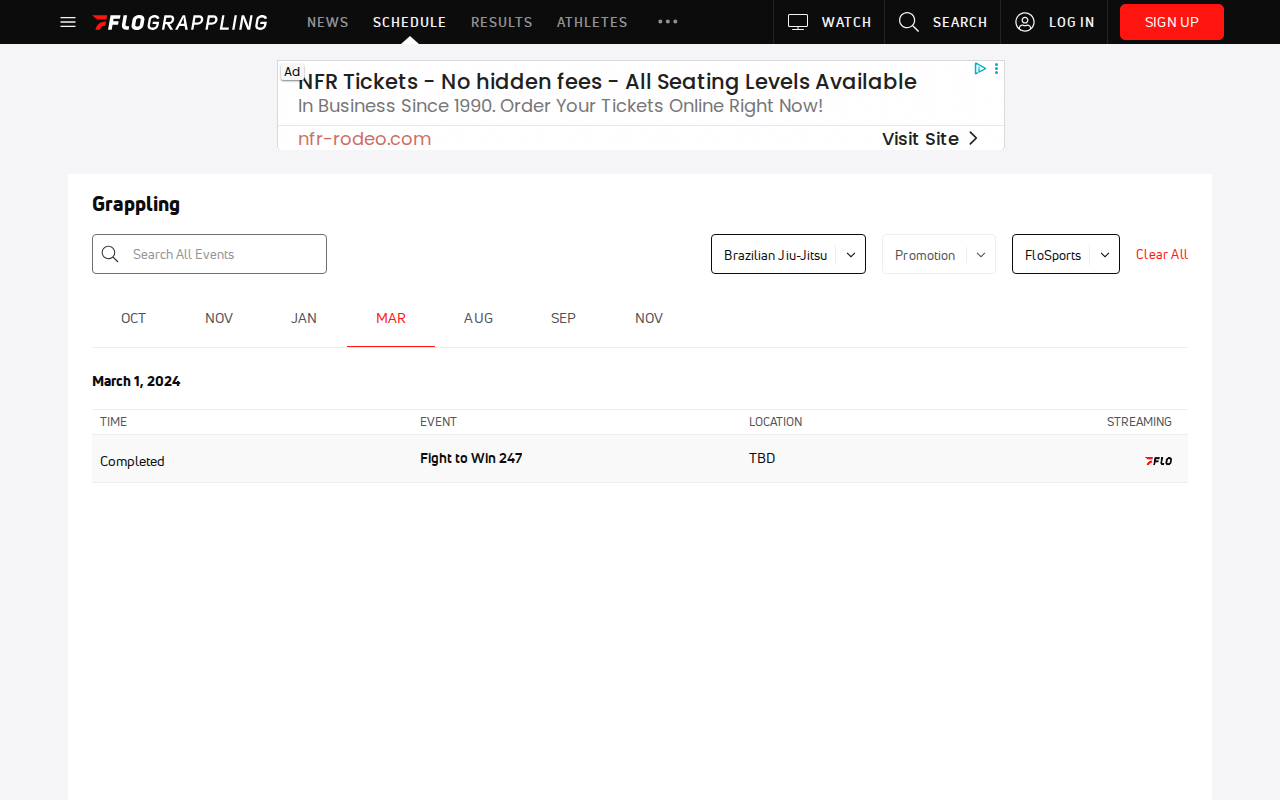 FLOGRAPPLING NEWS SCHEDULE RESULTS ATHLETES WATCH SEARCH LOG IN SIGN UP
Ad
NFR Tickets - No hidden fees - All Seating Levels Available
In Business Since 1990. Order Your Tickets Online Right Now!
nfr-rodeo.com Visit Site
Grappling
Search All Events Brazilian Jiu-Jitsu Promotion FloSports Clear All
OCT NOV JAN MAR AUG SEP NOV
March 1, 2024
TIME EVENT LOCATION STREAMING
Completed Fight to Win 247 TBD FLO